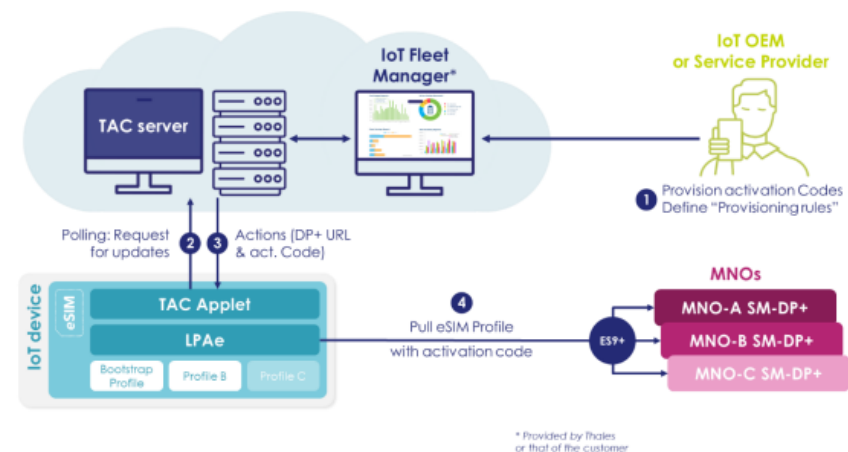 IoT Fleet
Manager*
IoT OEM
or Service Provider
TAC server
1 Provision activation Codes
Define “Provisioning rules”
Polling: Request
for updates
2
3
Actions (DP+ URL
& act. Code)
IoT device
eSIM
TAC Applet
LPAe
Bootstrap
Profile
Profile B
Profile C
4
Pull eSIM Profile
with activation code
ES9+
MNOs
MNO-A SM-DP+
MNO-B SM-DP+
MNO-C SM-DP+
* Provided by Thales
or that of the customer